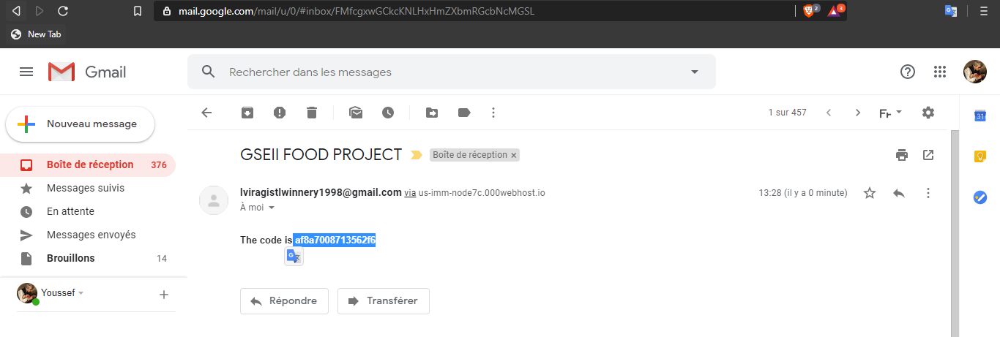 mail.google.com/mail/u/0/#inbox/FMfcgxwGCkcKNLHxHmZXbmRGcbNcMGSL
2
3
New Tab
Gmail
Rechercher dans les messages
Nouveau message
1 sur 457
31
Boîte de réception 376
Messages suivis
En attente
Messages envoyés
Brouillons 14
Youssef
GSEII FOOD PROJECT
Boîte de réception ×
lviragistlwinnery1998@gmail.com via us-imm-node7c.000webhost.io
13:28 (il y a 0 minute)
À moi
The code is af8a7008713562f6
Répondre
Transférer